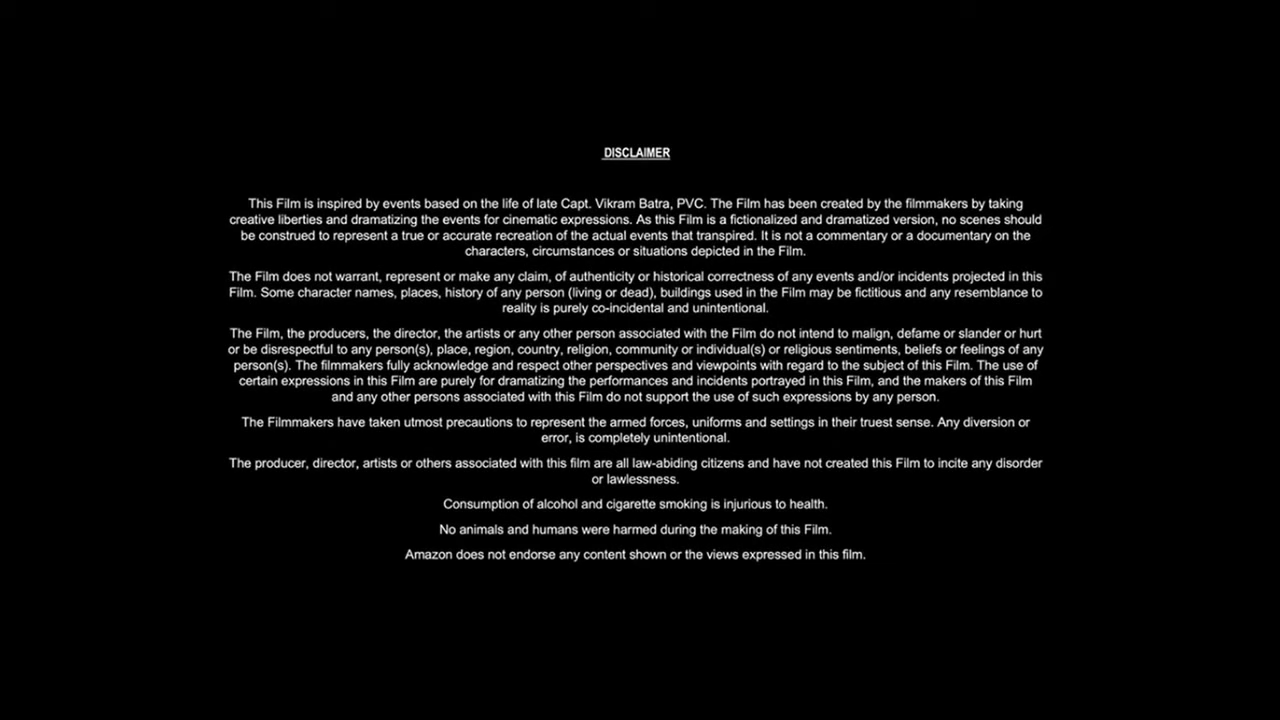 DISCLAIMER
This Film is inspired by events based on the life of late Capt. Vikram Batra, PVC. The Film has been created by the filmmakers by taking
creative liberties and dramatizing the events for cinematic expressions. As this Film is a fictionalized and dramatized version, no scenes should
be construed to represent a true or accurate recreation of the actual events that transpired. It is not a commentary or a documentary on the
characters, circumstances or situations depicted in the Film.
The Film does not warrant, represent or make any claim, of authenticity or historical correctness of any events and/or incidents projected in this
Film. Some character names, places, history of any person (living or dead), buildings used in the Film may be fictitious and any resemblance to
reality is purely co-incidental and unintentional.
The Film, the producers, the director, the artists or any other person associated with the Film do not intend to malign, defame or slander or hurt
or be disrespectful to any person(s), place, region, country, religion, community or individual(s) or religious sentiments, beliefs or feelings of any
person(s). The filmmakers fully acknowledge and respect other perspectives and viewpoints with regard to the subject of this Film. The use of
certain expressions in this Film are purely for dramatizing the performances and incidents portrayed in this Film, and the makers of this Film
and any other persons associated with this Film do not support the use of such expressions by any person.
The Filmmakers have taken utmost precautions to represent the armed forces, uniforms and settings in their truest sense. Any diversion or
error, is completely unintentional.
The producer, director, artists or others associated with this film are all law-abiding citizens and have not created this Film to incite any disorder
or lawlessness.
Consumption of alcohol and cigarette smoking is injurious to health.
No animals and humans were harmed during the making of this Film.
Amazon does not endorse any content shown or the views expressed in this film.